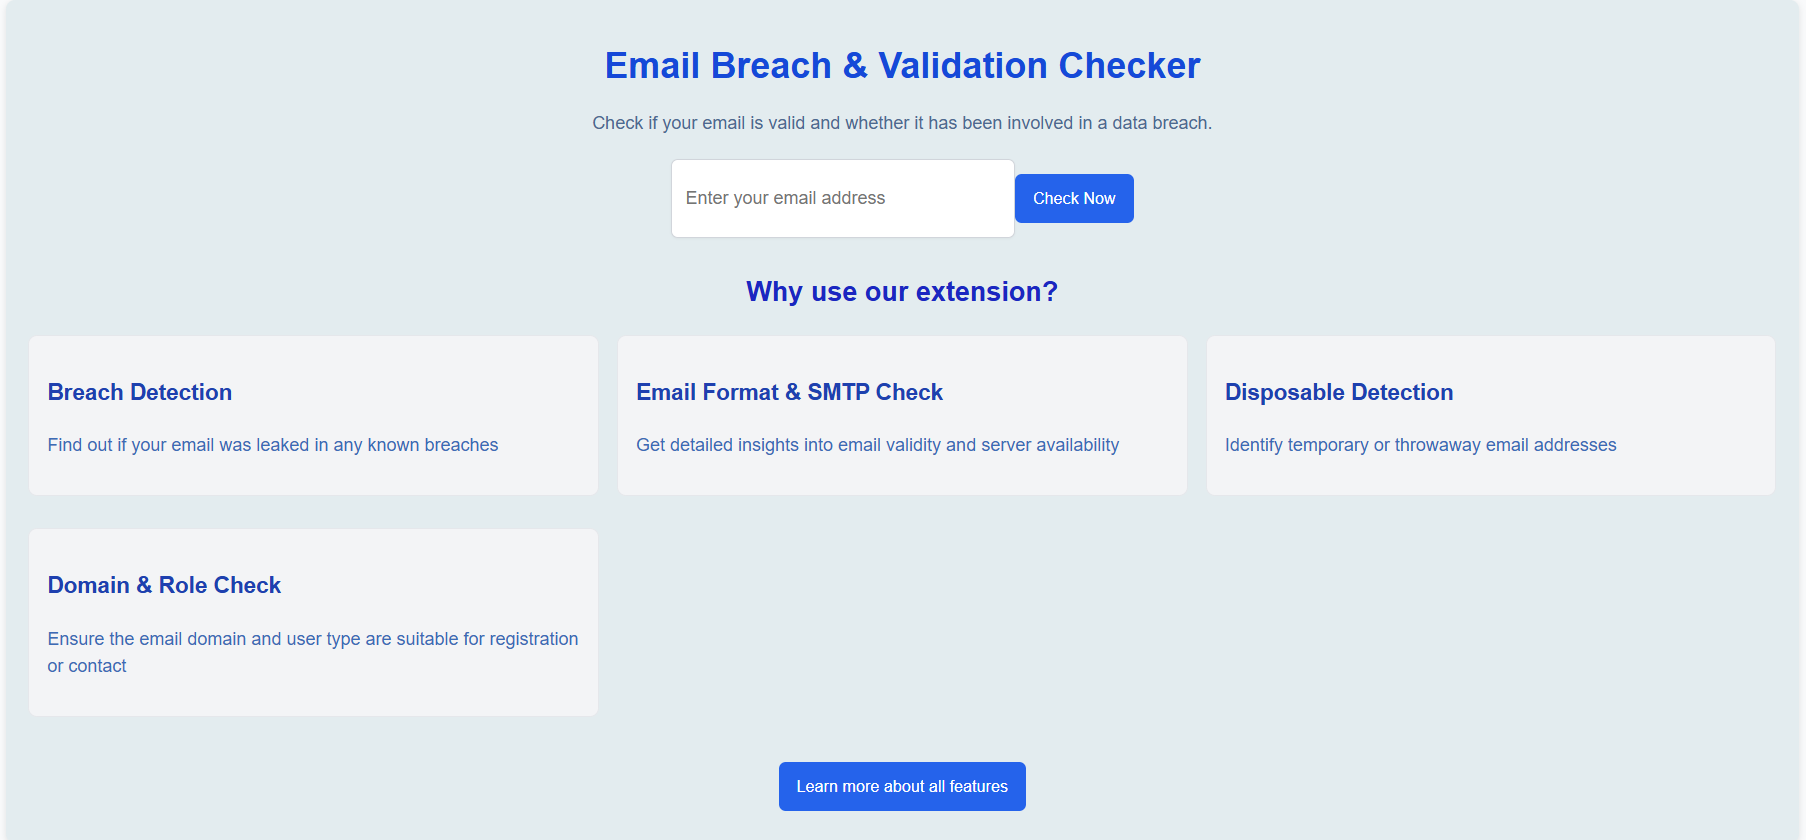 Email Breach & Validation Checker
Check if your email is valid and whether it has been involved in a data breach.
Enter your email address
Check Now
Why use our extension?
Breach Detection
Find out if your email was leaked in any known breaches
Email Format & SMTP Check
Get detailed insights into email validity and server availability
Disposable Detection
Identify temporary or throwaway email addresses
Domain & Role Check
Ensure the email domain and user type are suitable for registration
or contact
Learn more about all features